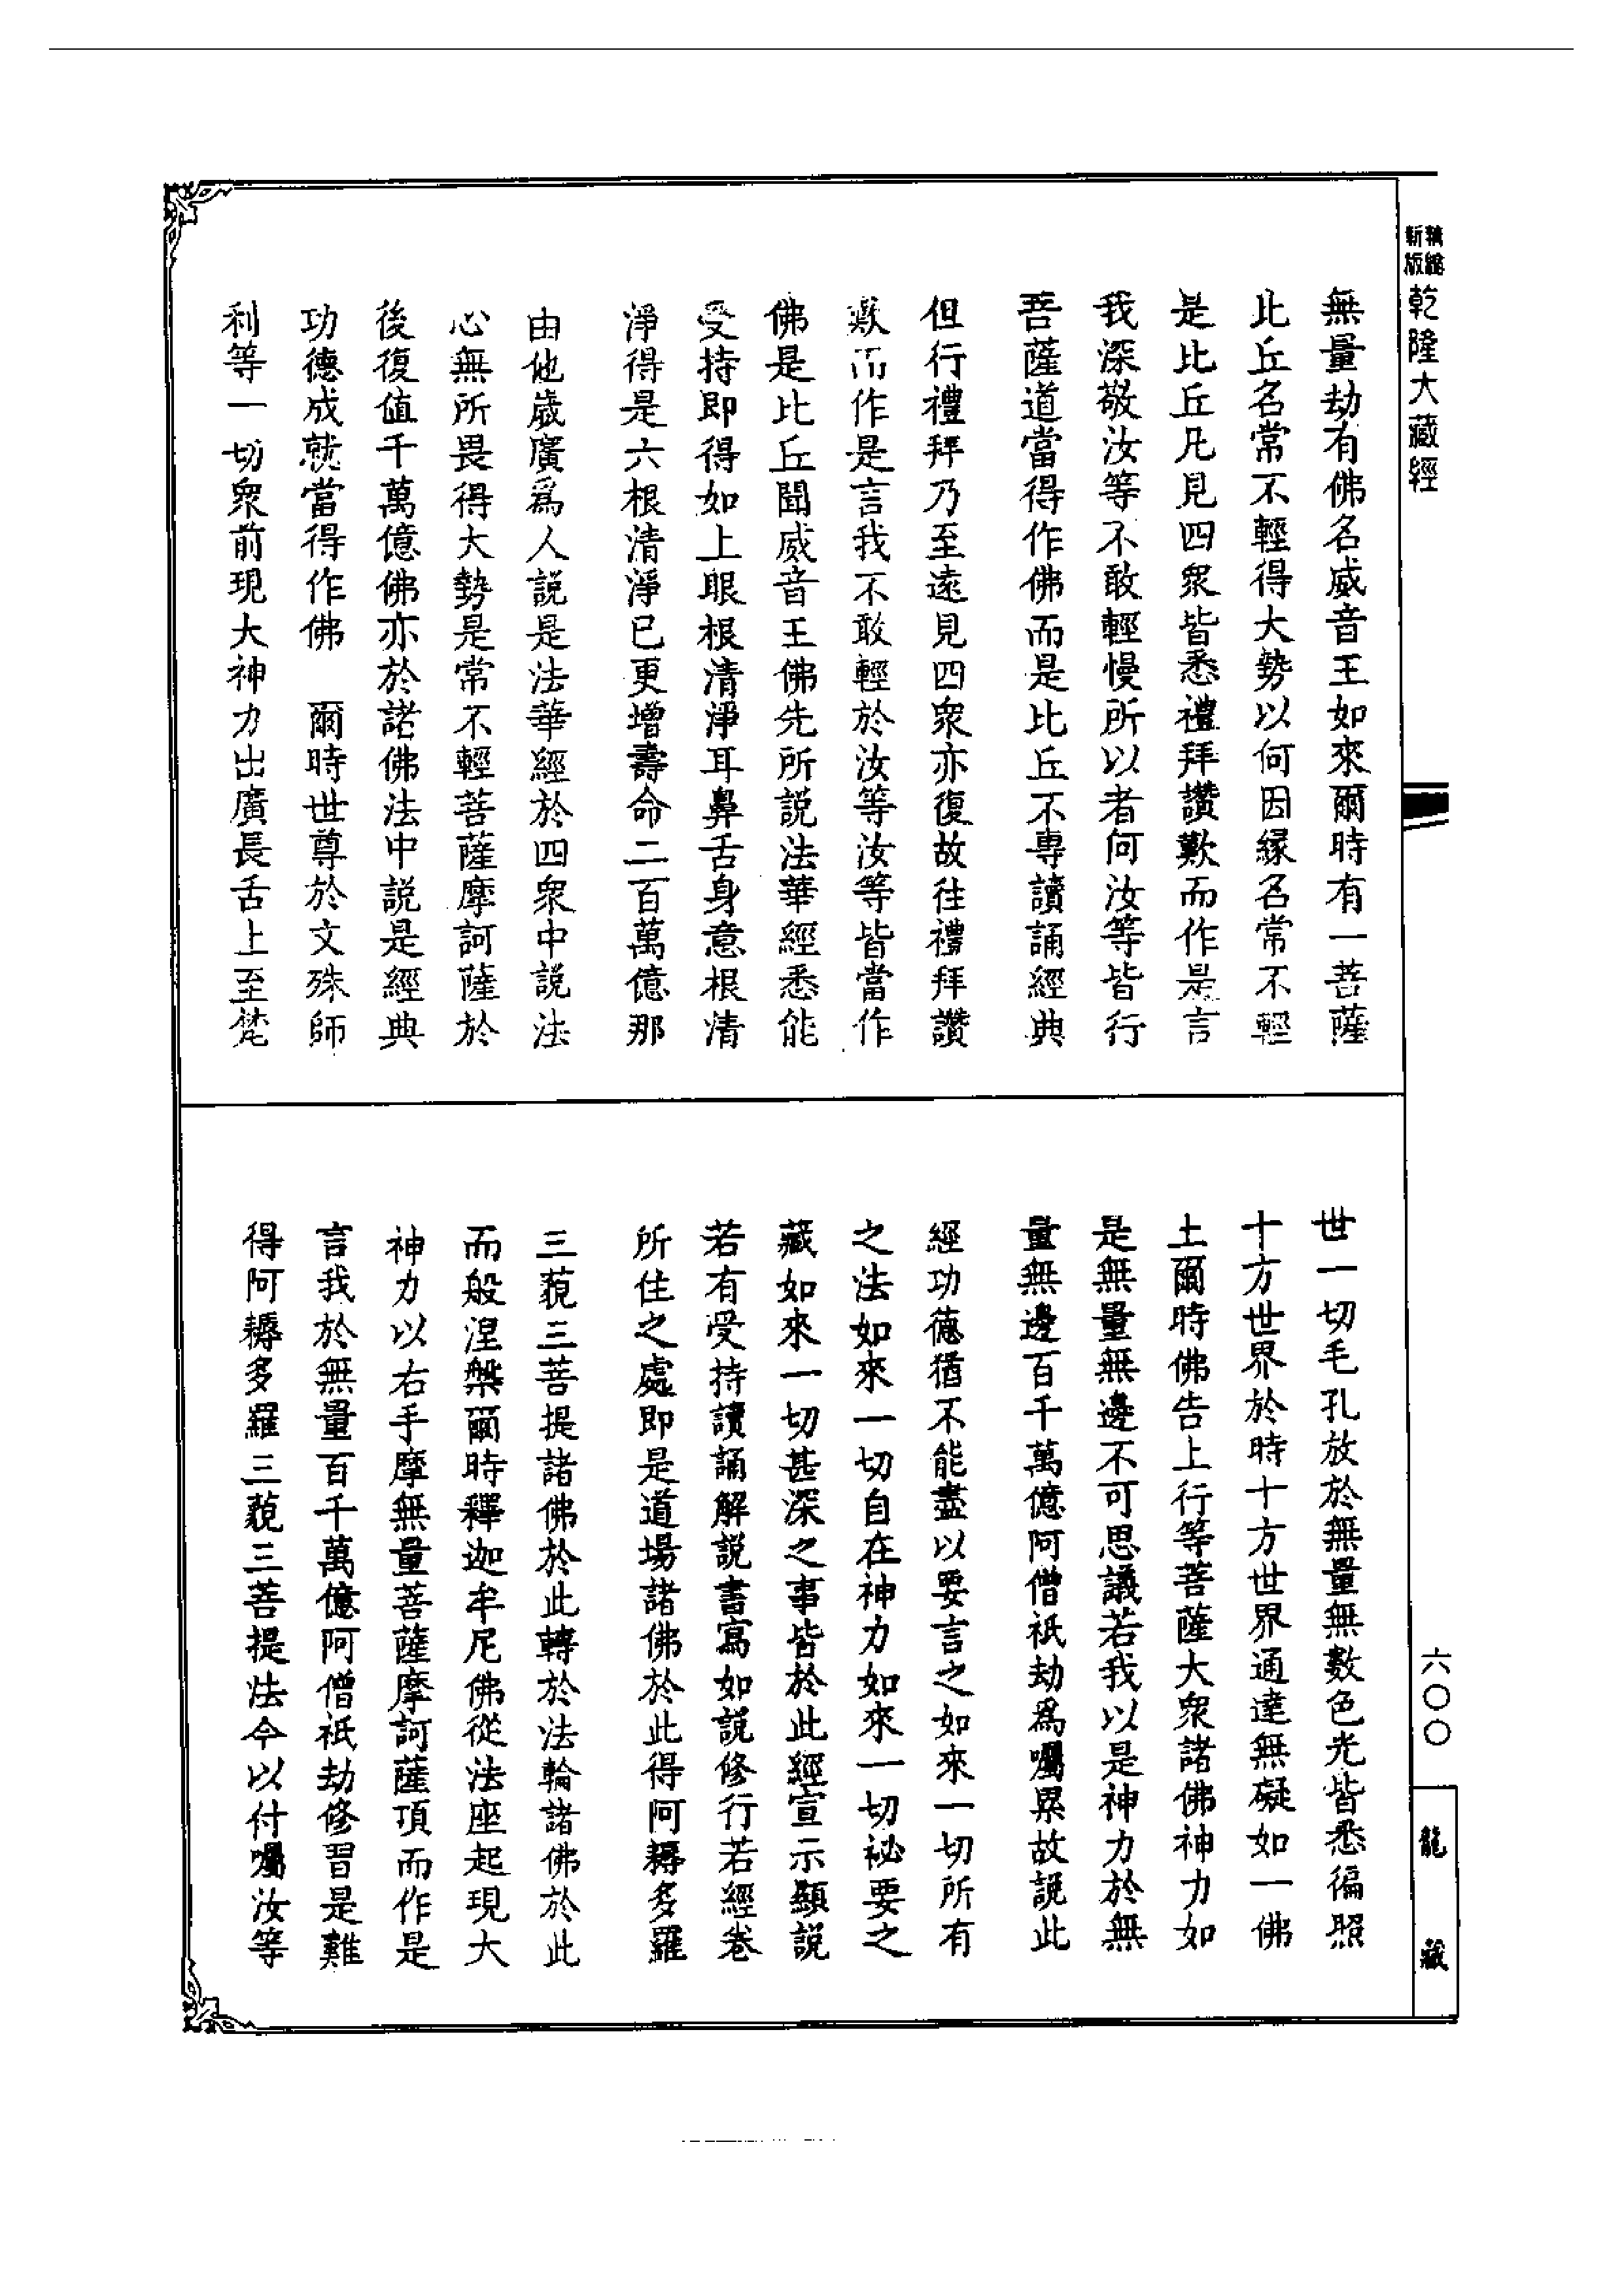 新編
新版
乾隆大藏經
無量劫有佛名威音王如來爾時有一菩薩
比丘名常不輕得大勢以何因緣名常不輕
是比丘凡見四衆皆悉禮拜讚歎而作是言
我深敬汝等不敢輕慢所以者何汝等皆行
菩薩道當得作佛而是比丘不專讀誦經典
但行禮拜乃至遠見四衆亦復故往禮拜讚
歎而作是言我不敢輕於汝等汝等皆當作
佛是比丘聞威音王佛先所説法華經悉能
受持即得如上眼根清淨耳鼻舌身意根清
淨得是六根清淨已更增壽命二百萬億那
由他歲廣爲人説是法華經於四衆中説法
心無所畏得大勢是常不輕菩薩摩訶薩於
後復值千萬億佛亦於諸佛法中説是經典
功德成就當得作佛　爾時世尊於文殊師
利等一切衆前現大神力出廣長舌上至梵
世一切毛孔放於無量無數色光皆悉徧照
十方世界於時十方世界通達無礙如一佛
土爾時佛告上行等菩薩大衆諸佛神力如
是無量無邊不可思議若我以是神力於無
量無邊百千萬億阿僧祇劫爲囑累故説此
經功德猶不能盡以要言之如來一切所有
之法如來一切自在神力如來一切祕要之
藏如來一切甚深之事皆於此經宣示顯説
若有受持讀誦解説書寫如説修行若經卷
所住之處即是道場諸佛於此得阿耨多羅
三藐三菩提諸佛於此轉於法輪諸佛於此
而般涅槃爾時釋迦牟尼佛從法座起現大
神力以右手摩無量菩薩摩訶薩頂而作是
言我於無量百千萬億阿僧祇劫修習是難
得阿耨多羅三藐三菩提法今以付囑汝等
六〇〇
龍藏